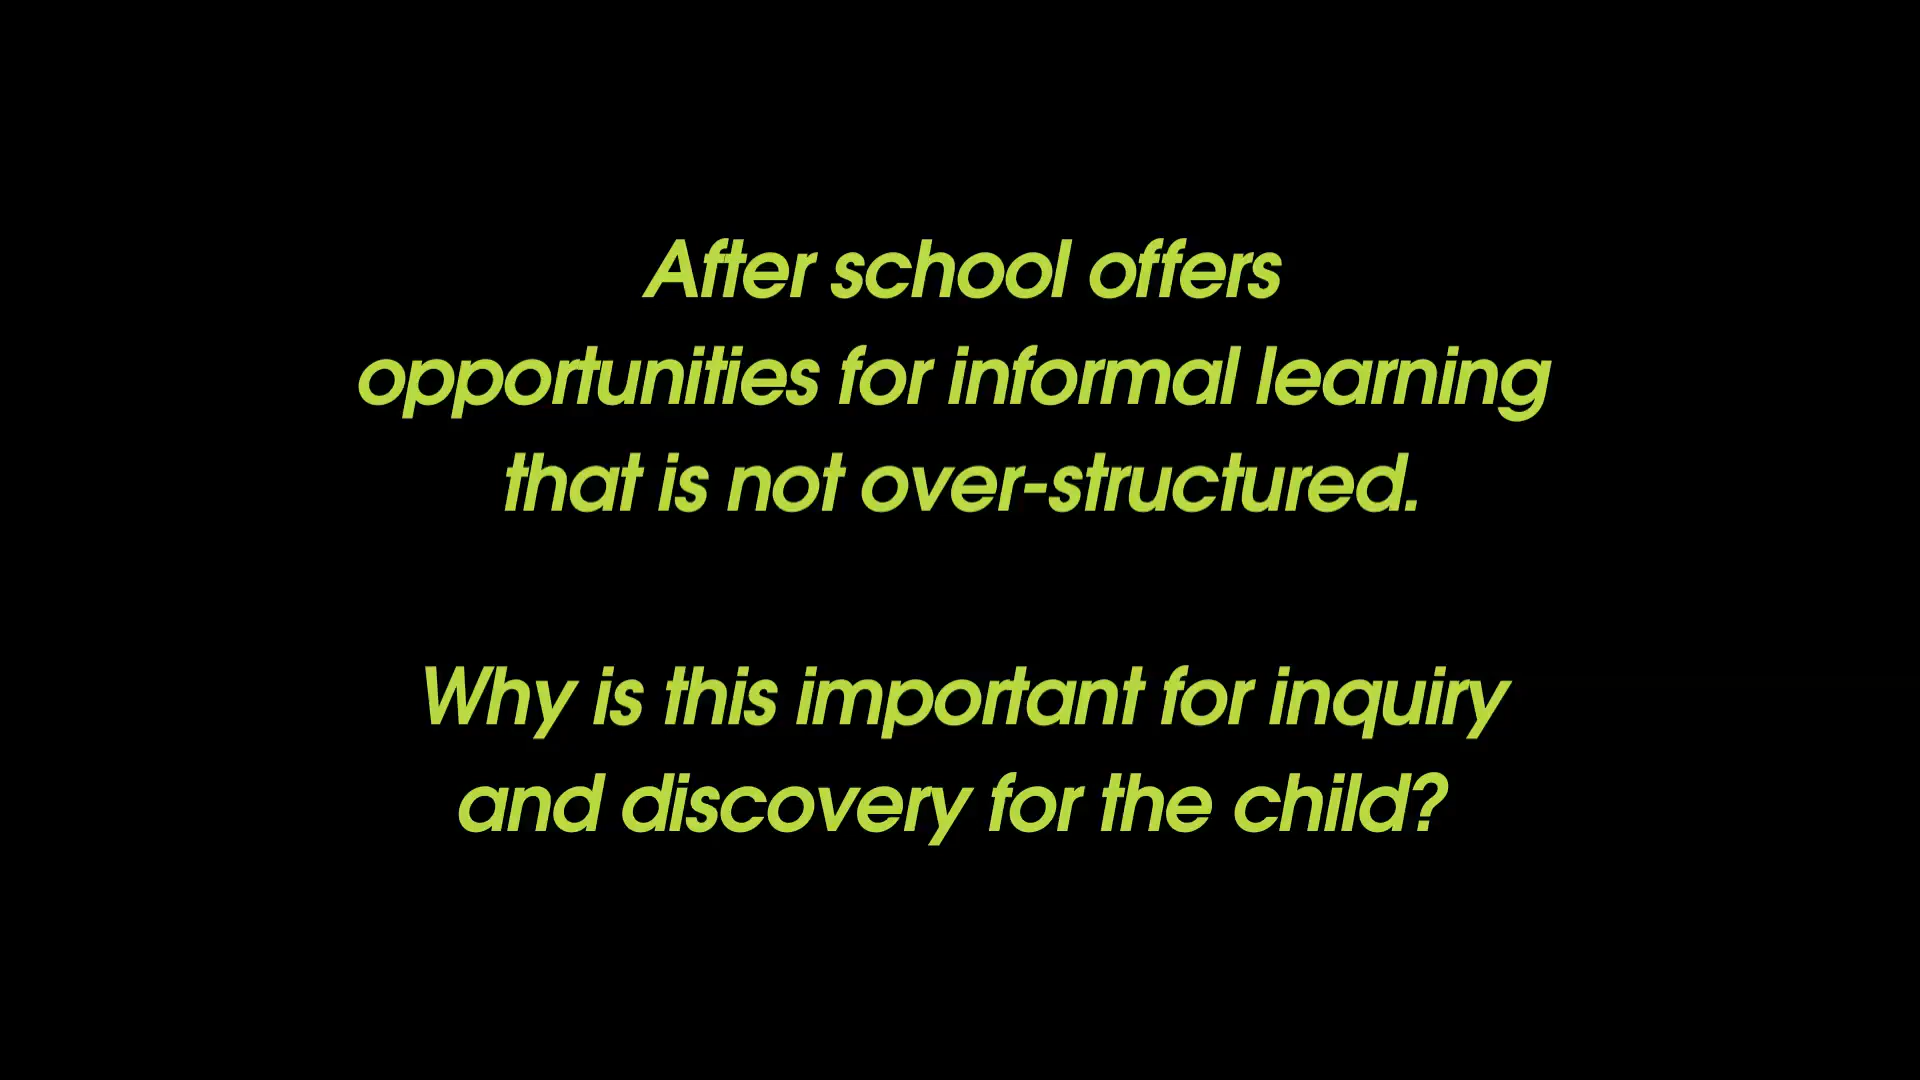 After school offers
opportunities for informal learning
that is not over-structured.
Why is this important for inquiry
and discovery for the child?